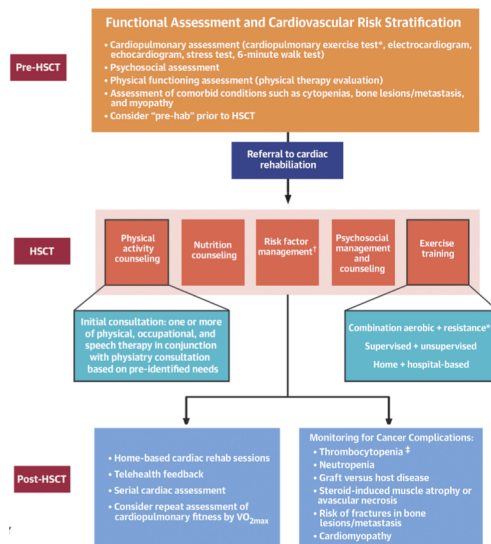 Functional Assessment and Cardiovascular Risk Stratification
• Cardiopulmonary assessment (cardiopulmonary exercise test*, electrocardiogram,
echocardiogram, stress test, 6-minute walk test)
• Psychosocial assessment
• Physical functioning assessment (physical therapy evaluation)
• Assessment of comorbid conditions such as cytopenias, bone lesions/metastasis,
and myopathy
• Consider "pre-hab" prior to HSCT
Pre-HSCT
Referral to cardiac
rehabiliation
HSCT
Physical
activity
counseling
Nutrition
counseling
Risk factor
management†
Psychosocial
management
and
counseling
Exercise
training
Initial consultation: one or more
of physical, occupational, and
speech therapy in conjunction
with physiatry consultation
based on pre-identified needs
Combination aerobic + resistance*
Supervised + unsupervised
Home + hospital-based
Post-HSCT
• Home-based cardiac rehab sessions
• Telehealth feedback
• Serial cardiac assessment
• Consider repeat assessment of
cardiopulmonary fitness by VO2max
Monitoring for Cancer Complications:
• Thrombocytopenia ‡
• Neutropenia
• Graft versus host disease
• Steroid-induced muscle atrophy or
avascular necrosis
• Risk of fractures in bone
lesions/metastasis
• Cardiomyopathy